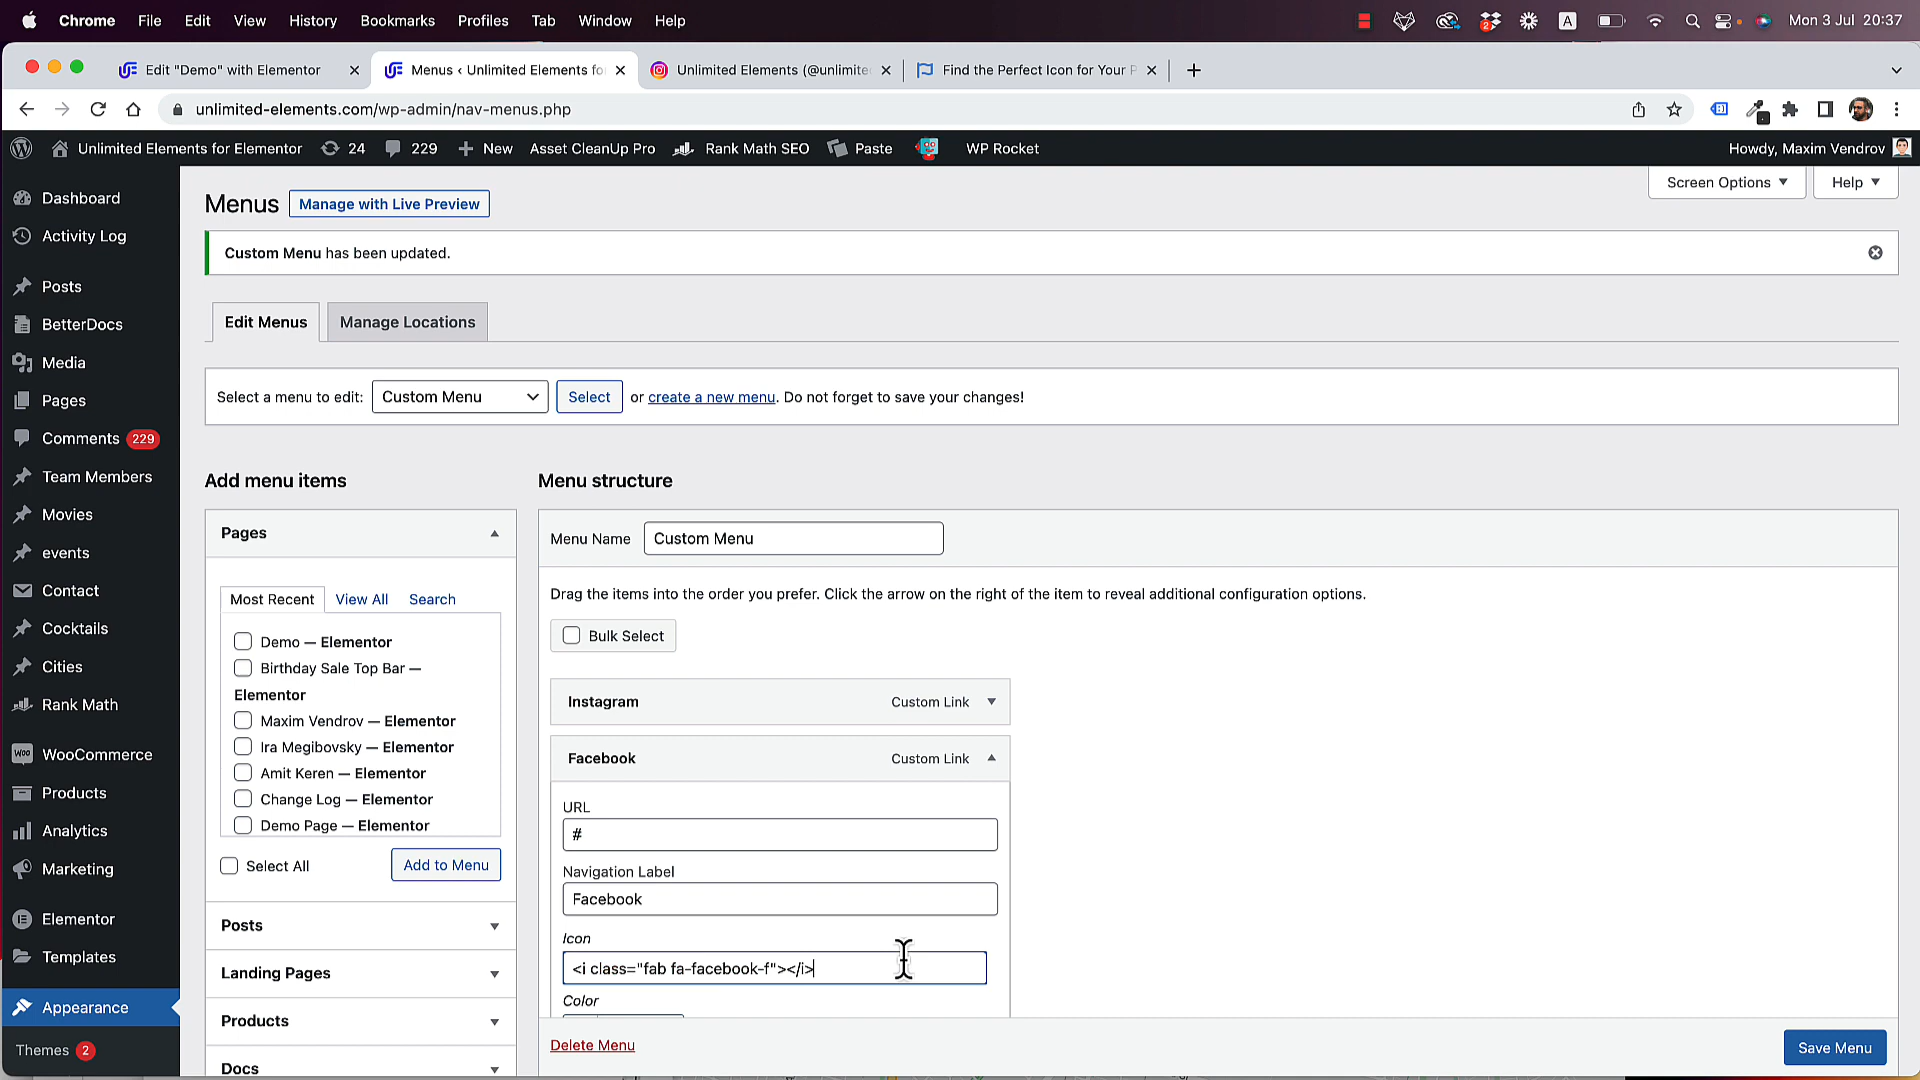 Chrome File Edit View History Bookmarks Profiles Tab Window Help 2 A Mon 3 Jul 20:37
Edit "Demo" with Elementor Menus ‹ Unlimited Elements fo Unlimited Elements (@unlimite Find the Perfect Icon for Your P
unlimited-elements.com/wp-admin/nav-menus.php
Unlimited Elements for Elementor 24 229 New Asset CleanUp Pro Rank Math SEO Paste WP Rocket Howdy, Maxim Vendrov
Screen Options Help
Dashboard
Activity Log
Posts
BetterDocs
Media
Pages
Comments 229
Team Members
Movies
events
Contact
Cocktails
Cities
Rank Math
WooCommerce
Products
Analytics
Marketing
Elementor
Templates
Appearance
Themes 2
Menus Manage with Live Preview
Custom Menu has been updated.
Edit Menus Manage Locations
Select a menu to edit: Custom Menu Select or create a new menu. Do not forget to save your changes!
Add menu items
Pages
Most Recent View All Search
Demo — Elementor
Birthday Sale Top Bar —
Elementor
Maxim Vendrov — Elementor
Ira Megibovsky — Elementor
Amit Keren — Elementor
Change Log — Elementor
Demo Page — Elementor
Select All Add to Menu
Posts
Landing Pages
Products
Docs
Menu structure
Menu Name Custom Menu
Drag the items into the order you prefer. Click the arrow on the right of the item to reveal additional configuration options.
Bulk Select
Instagram Custom Link
Facebook Custom Link
URL
#
Navigation Label
Facebook
Icon
<i class="fab fa-facebook-f"></i>
Color
Delete Menu Save Menu